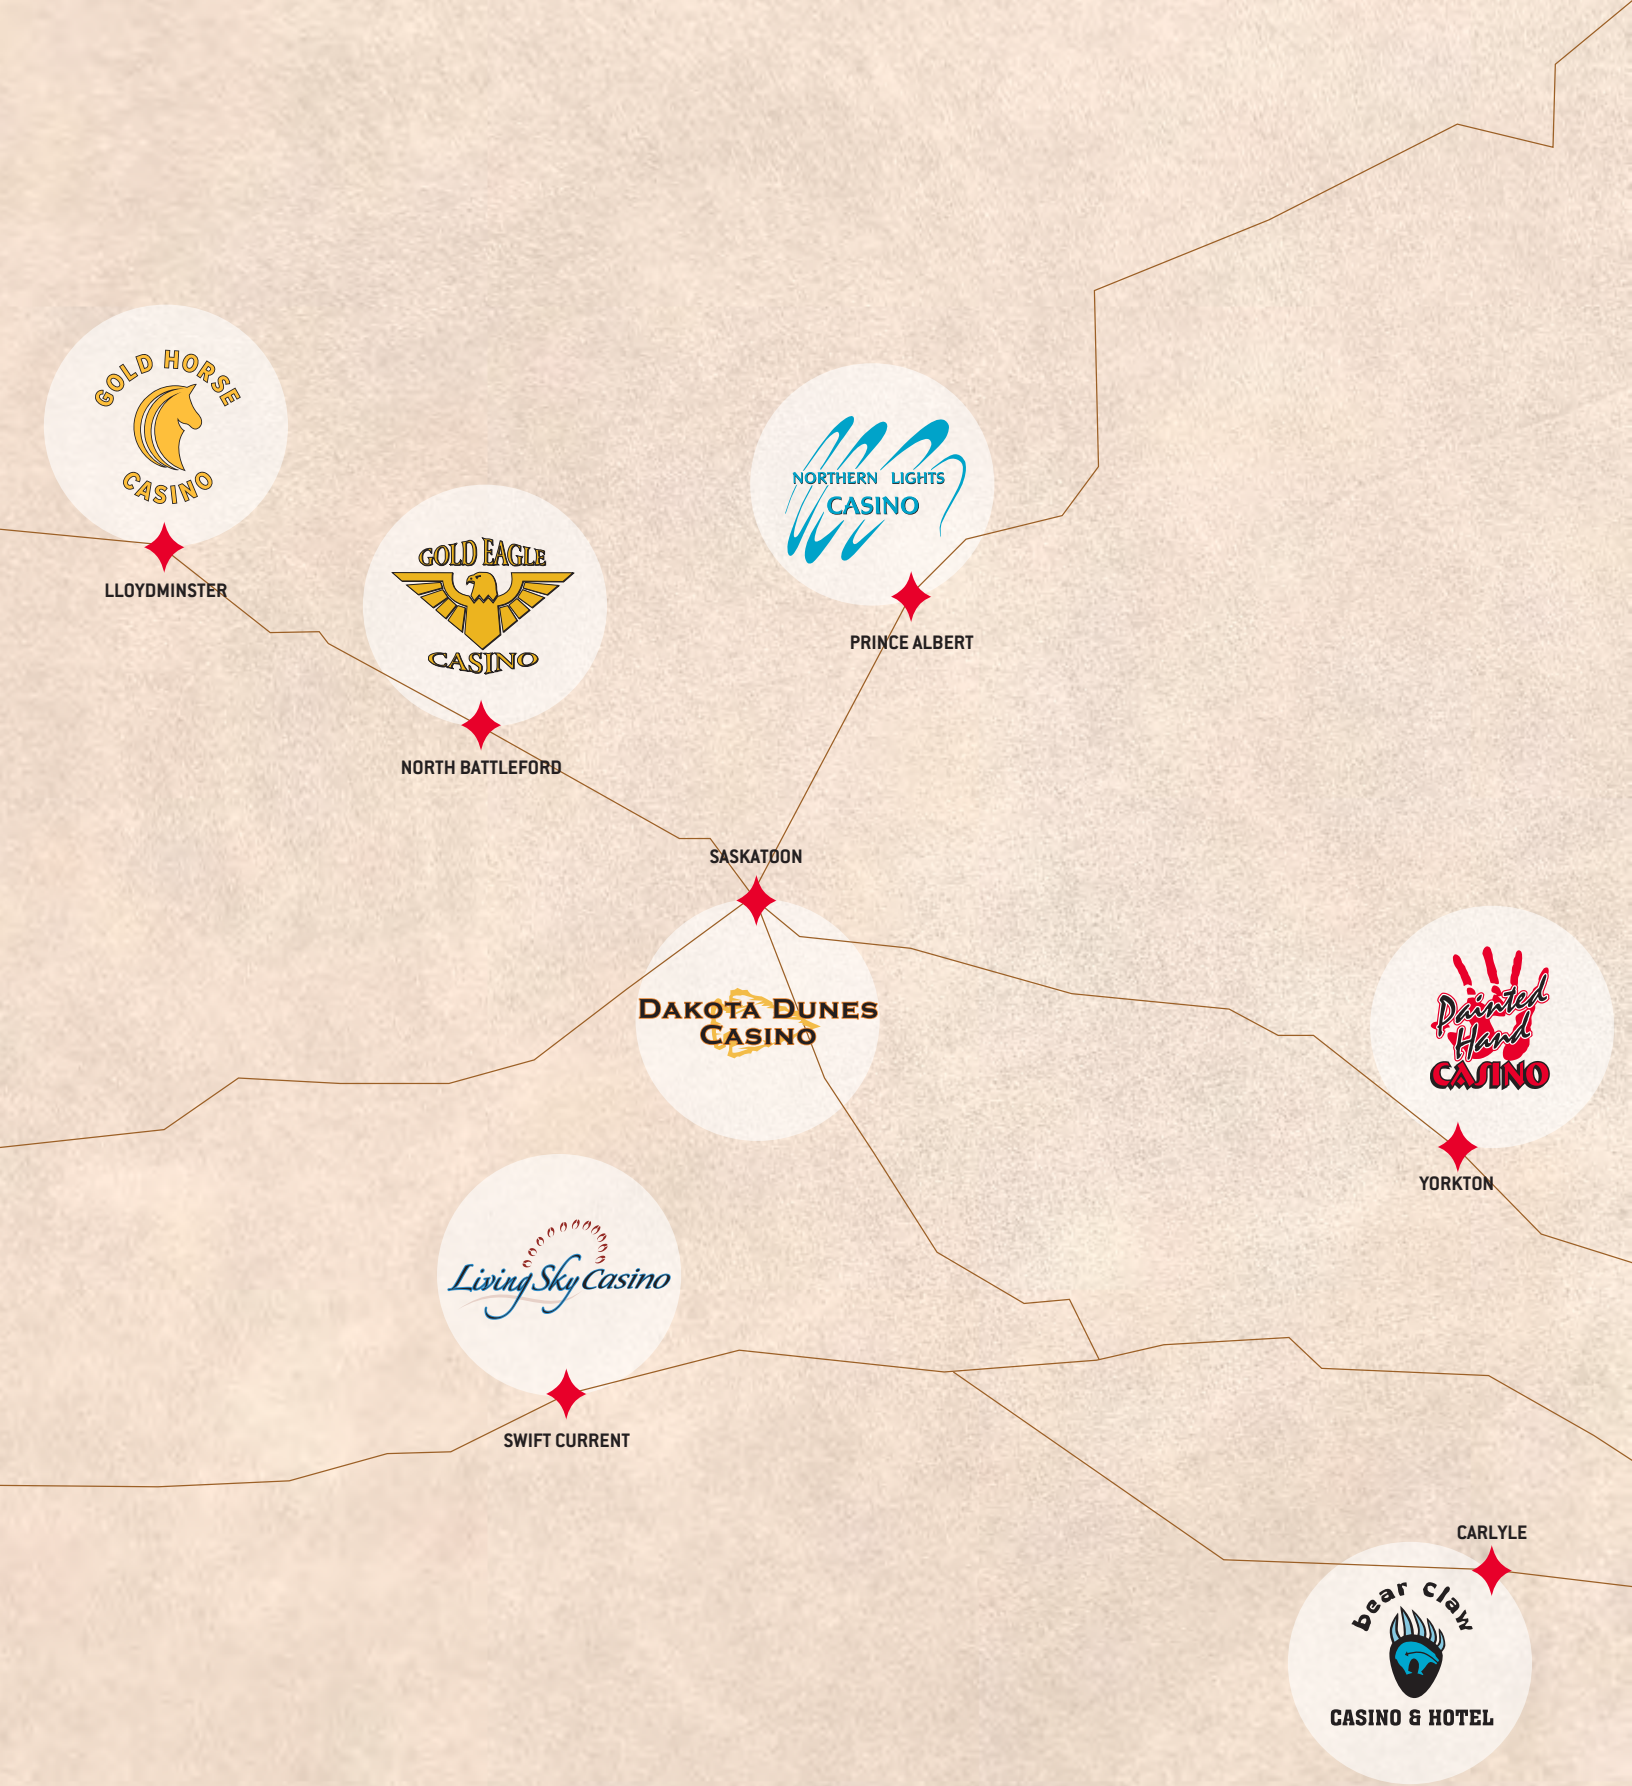 GOLD HORSE
CASINO
LLOYDMINSTER
NORTHERN LIGHTS
CASINO
PRINCE ALBERT
GOLD EAGLE
CASINO
NORTH BATTLEFORD
SASKATOON
DAKOTA DUNES
CASINO
Painted
Hand
CASINO
YORKTON
Living Sky Casino
SWIFT CURRENT
CARLYLE
bear claw
CASINO & HOTEL